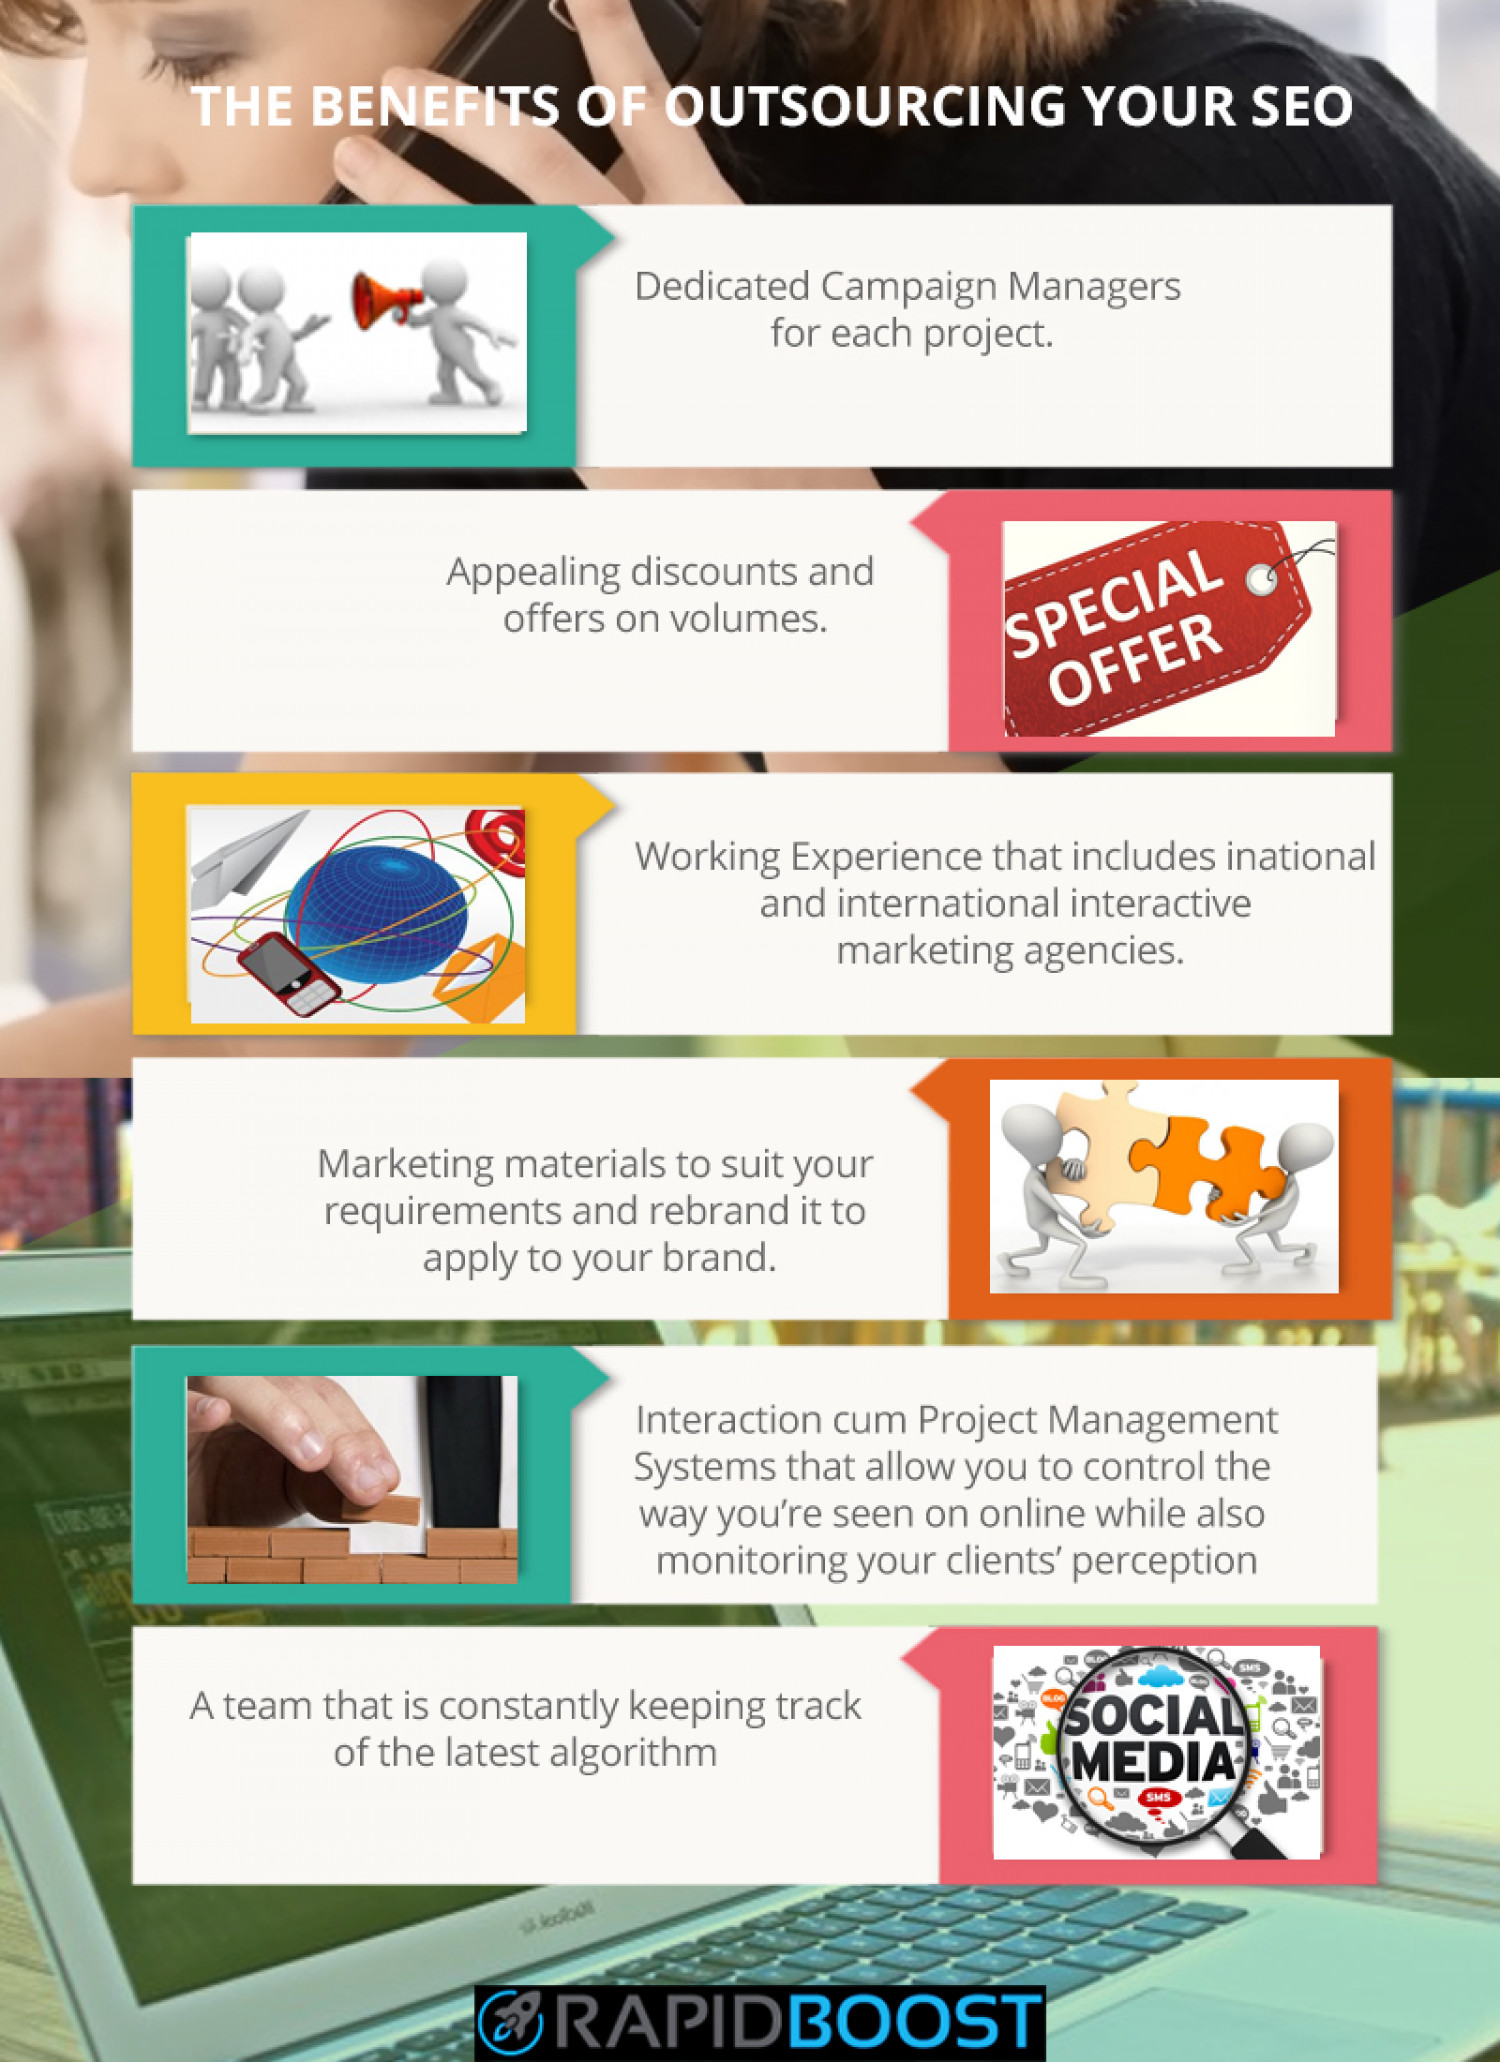 THE BENEFITS OF OUTSOURCING YOUR SEO
Dedicated Campaign Managers
for each project.
Appealing discounts and
offers on volumes.
SPECIAL
OFFER
Working Experience that includes inational
and international interactive
marketing agencies.
Marketing materials to suit your
requirements and rebrand it to
apply to your brand.
Interaction cum Project Management
Systems that allow you to control the
way you’re seen on online while also
monitoring your clients’ perception
A team that is constantly keeping track
of the latest algorithm
BLOG
SMS
BLOG
SOCIAL
MEDIA
SMS
RAPIDBOOST